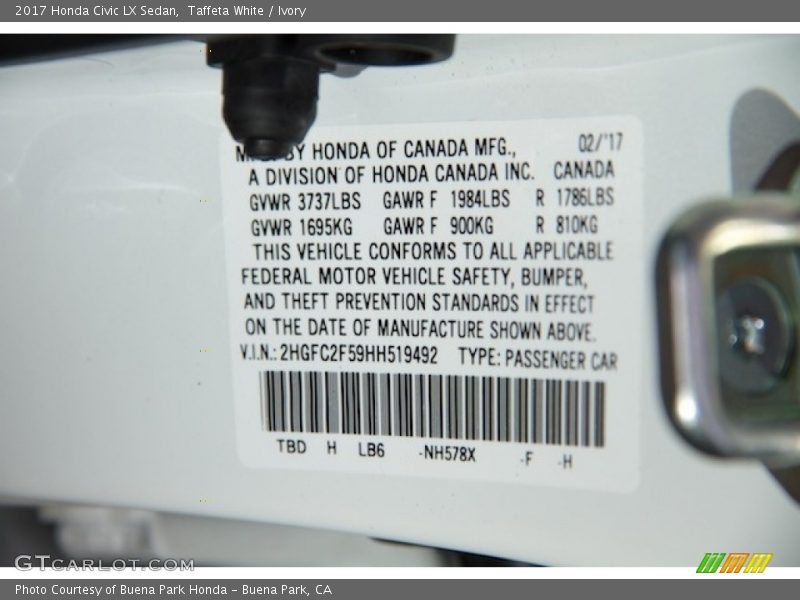 2017 Honda Civic LX Sedan, Taffeta White / Ivory
BY HONDA OF CANADA MFG., 02/'17
A DIVISION OF HONDA CANADA INC. CANADA
GVWR 3737LBS GAWR F 1984LBS R 1786LBS
GVWR 1695KG GAWR F 900KG R 810KG
THIS VEHICLE CONFORMS TO ALL APPLICABLE
FEDERAL MOTOR VEHICLE SAFETY, BUMPER,
AND THEFT PREVENTION STANDARDS IN EFFECT
ON THE DATE OF MANUFACTURE SHOWN ABOVE.
V.I.N.: 2HGFC2F59HH519492 TYPE: PASSENGER CAR
TBD H LB6 -NH578X -F -H
GTCARLOT.COM
Photo Courtesy of Buena Park Honda – Buena Park, CA